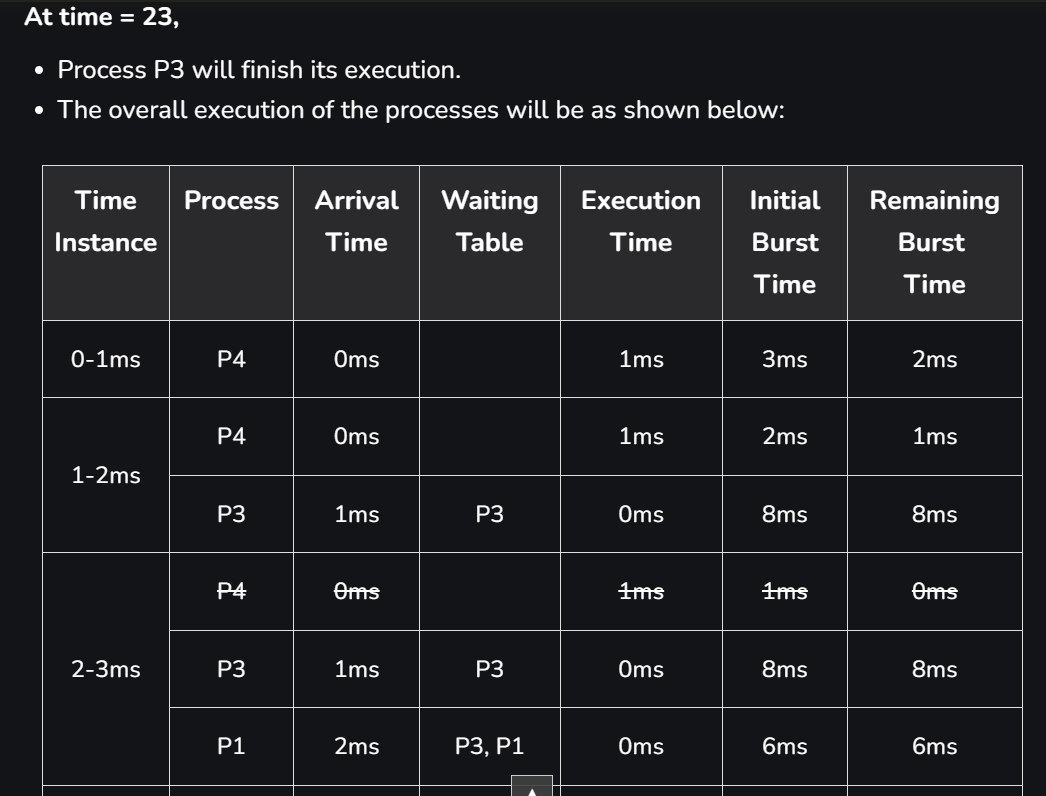 At time = 23,
• Process P3 will finish its execution.
• The overall execution of the processes will be as shown below:
Time Instance Process Arrival Time Waiting Table Execution Time Initial Burst Time Remaining Burst Time
0-1ms P4 0ms 1ms 3ms 2ms
1-2ms P4 0ms 1ms 2ms 1ms
P3 1ms P3 0ms 8ms 8ms
2-3ms P4 0ms 1ms 1ms 0ms
P3 1ms P3 0ms 8ms 8ms
P1 2ms P3, P1 0ms 6ms 6ms